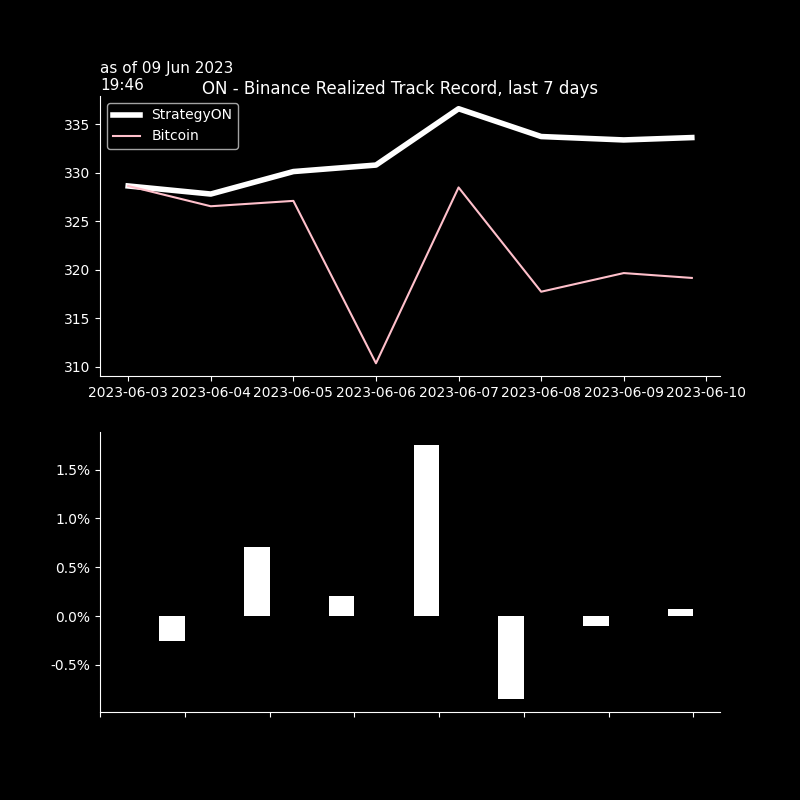 as of 09 Jun 2023
19:46
ON - Binance Realized Track Record, last 7 days
StrategyON
Bitcoin
335
330
325
320
315
310
2023-06-03 2023-06-04 2023-06-05 2023-06-06 2023-06-07 2023-06-08 2023-06-09 2023-06-10
1.5%
1.0%
0.5%
0.0%
-0.5%